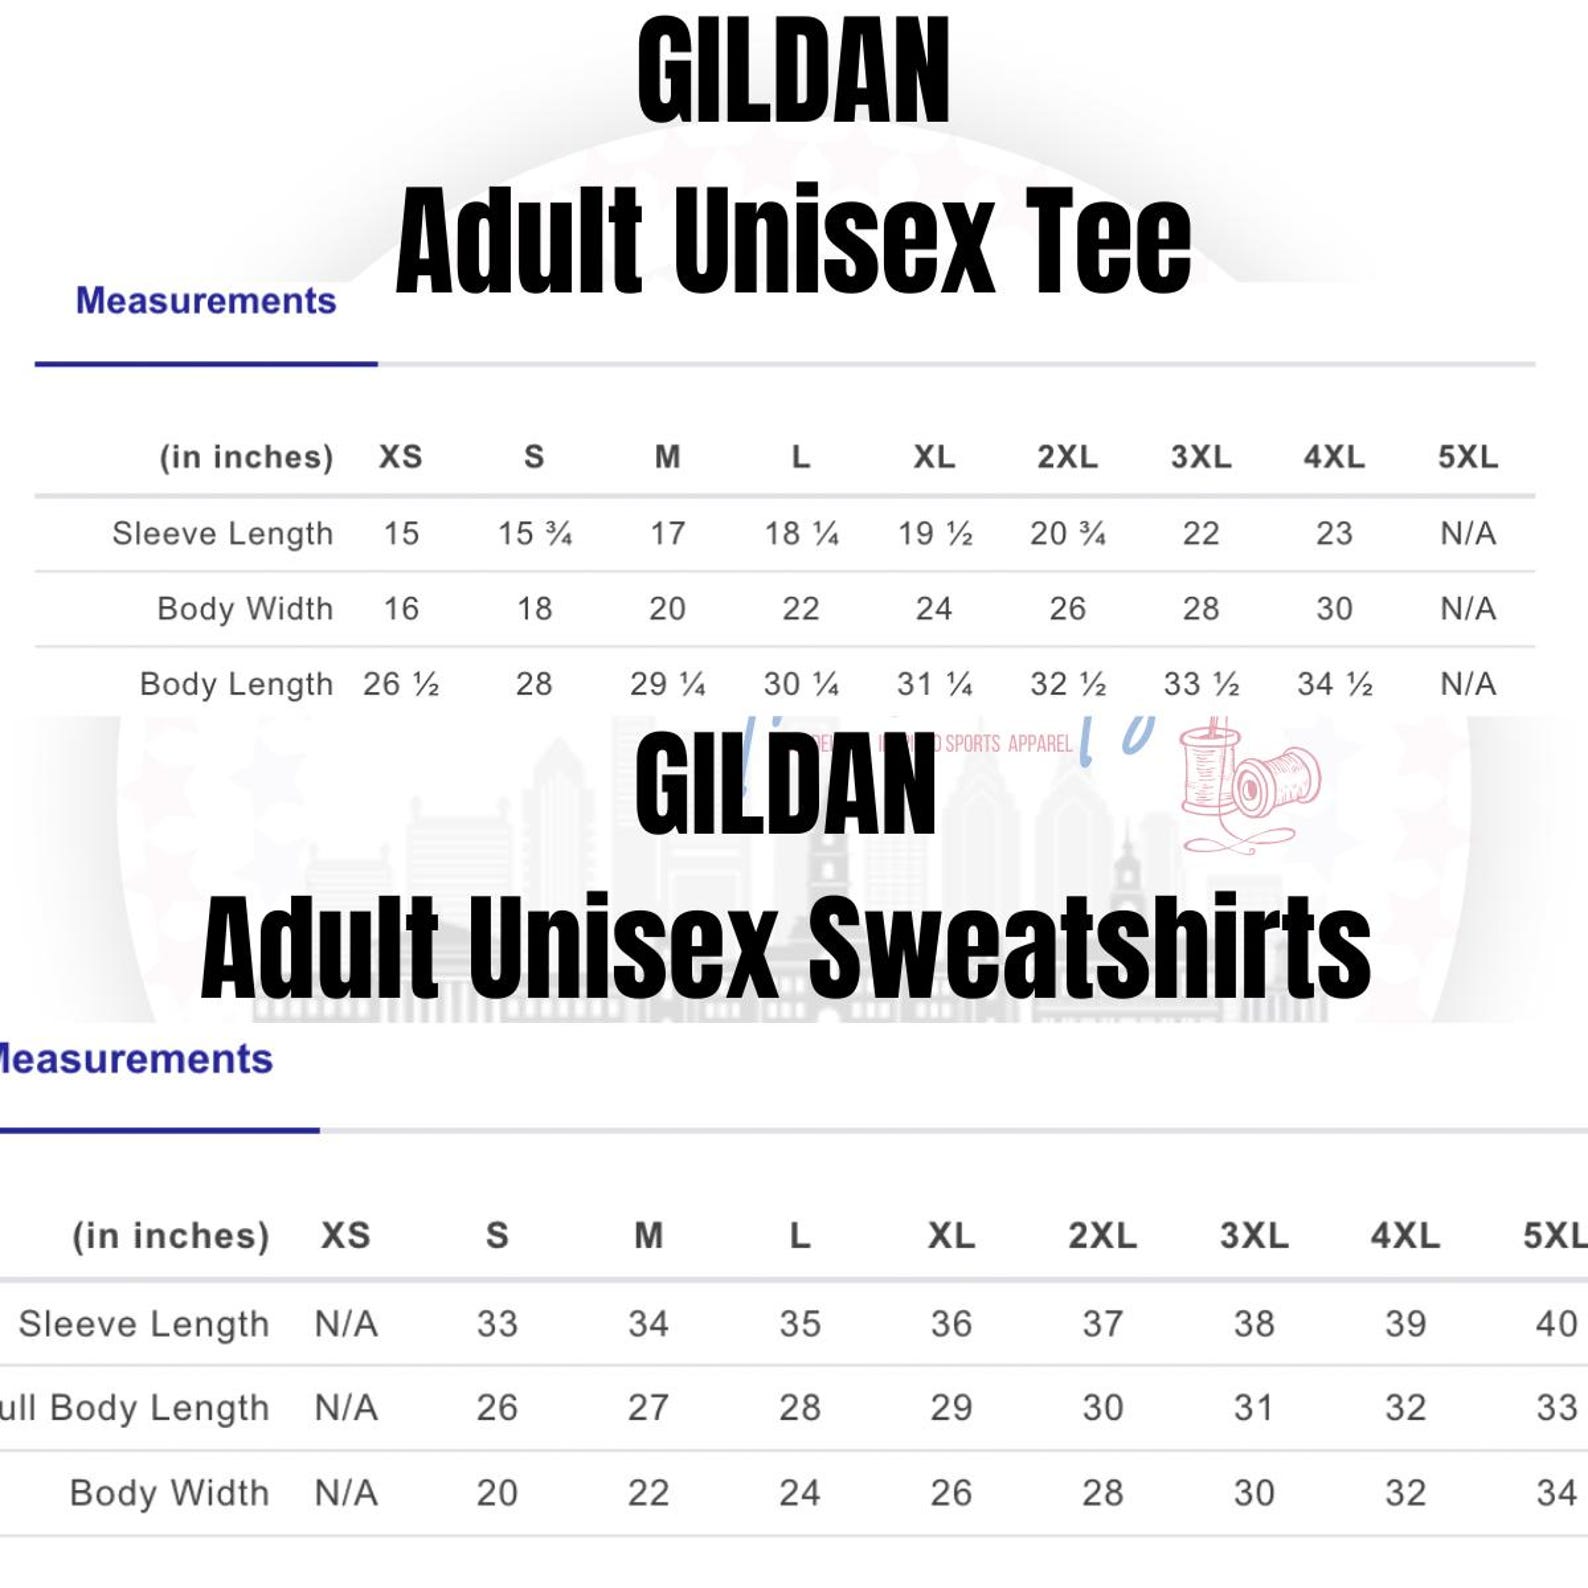 GILDAN
Adult Unisex Tee
Measurements
(in inches) XS S M L XL 2XL 3XL 4XL 5XL
Sleeve Length 15 15 ¾ 17 18 ¼ 19 ½ 20 ¾ 22 23 N/A
Body Width 16 18 20 22 24 26 28 30 N/A
Body Length 26 ½ 28 29 ¼ 30 ¼ 31 ¼ 32 ½ 33 ½ 34 ½ N/A
SPORTS APPAREL
GILDAN
Adult Unisex Sweatshirts
Measurements
(in inches) XS S M L XL 2XL 3XL 4XL 5XL
Sleeve Length N/A 33 34 35 36 37 38 39 40
ull Body Length N/A 26 27 28 29 30 31 32 33
Body Width N/A 20 22 24 26 28 30 32 34